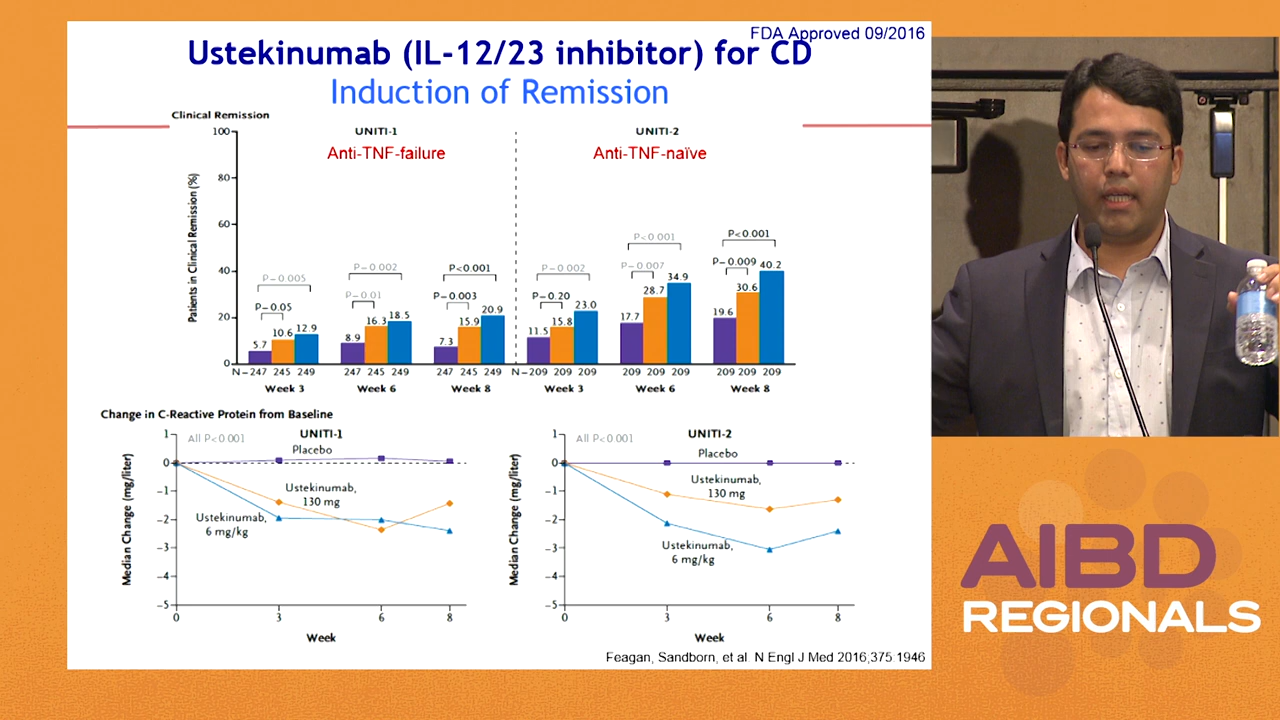 FDA Approved 09/2016
Ustekinumab (IL-12/23 inhibitor) for CD
Induction of Remission
Clinical Remission
UNITI-1
UNITI-2
Anti-TNF-failure
Anti-TNF-naïve
Patients in Clinical Remission (%)
100
80
60
40
20
0
P=0.05
P=0.005
5.7
10.6
12.9
P=0.01
P=0.002
8.9
16.3
18.5
P=0.003
P<0.001
7.3
15.9
20.9
P=0.20
P=0.002
11.5
15.8
23.0
P=0.007
P<0.001
17.7
28.7
34.9
P=0.009
P<0.001
19.6
30.6
40.2
N=247 245 249
247 245 249
247 245 249
N=209 209 209
209 209 209
209 209 209
Week 3
Week 6
Week 8
Week 3
Week 6
Week 8
Change in C-Reactive Protein from Baseline
UNITI-1
All P<0.001
Placebo
Ustekinumab,
130 mg
Ustekinumab,
6 mg/kg
Median Change (mg/liter)
1
0
-1
-2
-3
-4
-5
0 3 6 8
Week
UNITI-2
All P<0.001
Placebo
Ustekinumab,
130 mg
Ustekinumab,
6 mg/kg
Median Change (mg/liter)
1
0
-1
-2
-3
-4
-5
0 3 6 8
Week
Feagan, Sandborn, et al. N Engl J Med 2016;375:1946
AIBD
REGIONALS